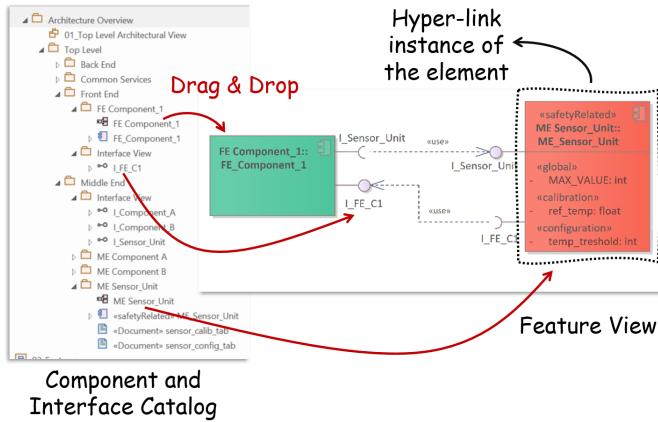 Architecture Overview
01_Top Level Architectural View
Top Level
Back End
Common Services
Front End
FE Component_1
FE Component_1
FE_Component_1
Interface View
I_FE_C1
Middle End
Interface View
I_Component_A
I_Component_B
I_Sensor_Unit
ME Component A
ME Component B
ME Sensor_Unit
ME Sensor_Unit
«safetyRelated» ME_Sensor_Unit
«Document» sensor_calib_tab
«Document» sensor_config_tab
Component and
Interface Catalog
Drag & Drop
Hyper-link
instance of
the element
FE Component_1::
FE_Component_1
I_Sensor_Unit
«use»
I_Sensor_Unit
I_FE_C1
«use»
I_FE_C1
«safetyRelated»
ME Sensor_Unit::
ME_Sensor_Unit
«global»
- MAX_VALUE: int
«calibration»
- ref_temp: float
«configuration»
- temp_treshold: int
Feature View